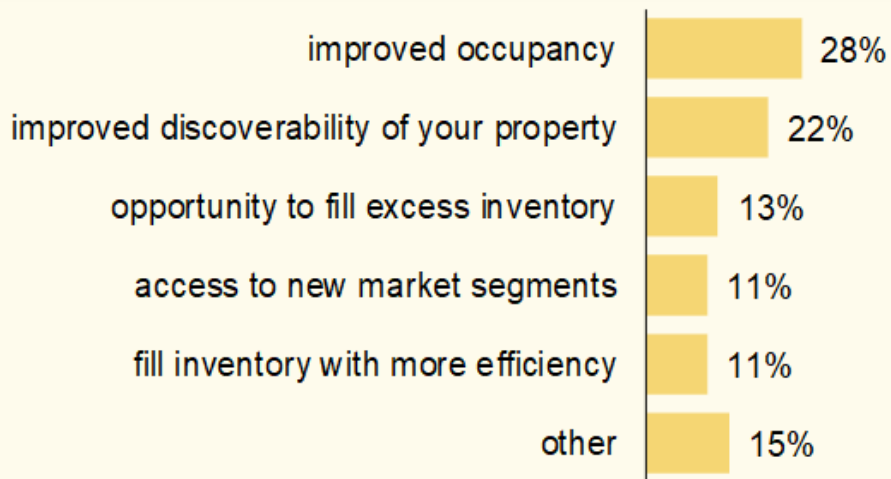 improved occupancy 28%
improved discoverability of your property 22%
opportunity to fill excess inventory 13%
access to new market segments 11%
fill inventory with more efficiency 11%
other 15%